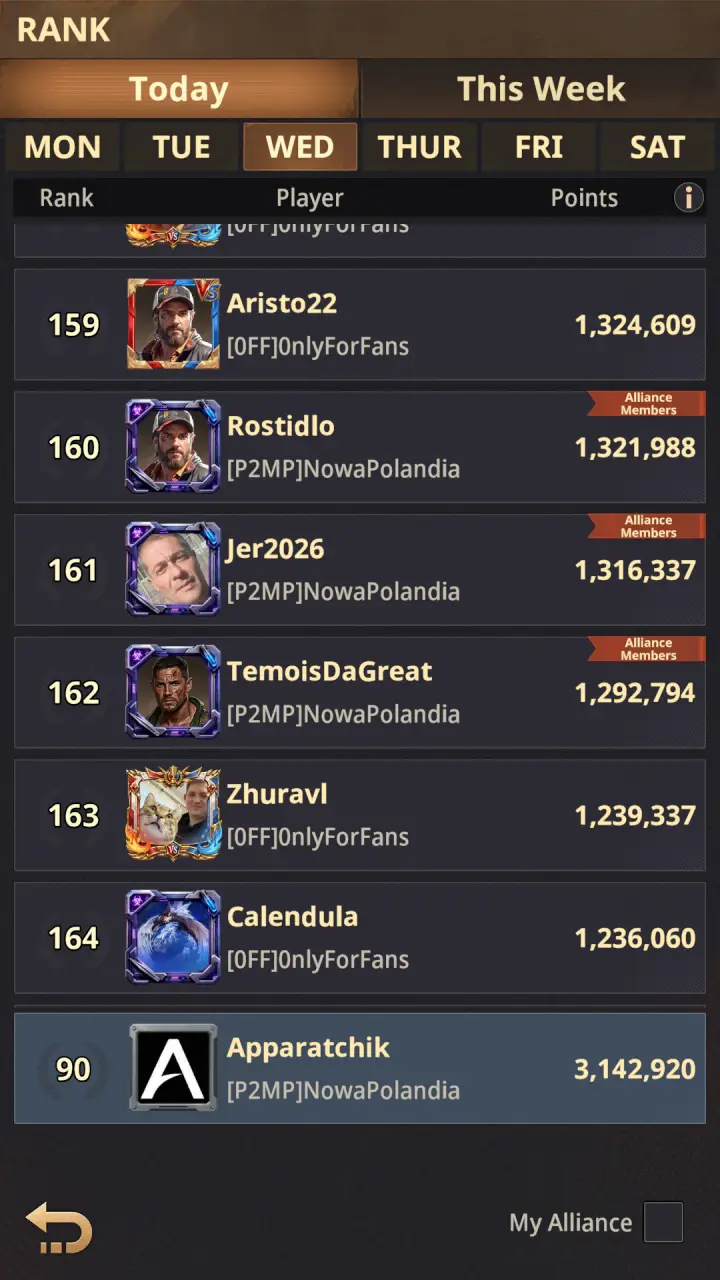 RANK
Today
This Week
MON
TUE
WED
THUR
FRI
SAT
Rank
Player
Points
[0FF]0nlyForFans
159
Aristo22
[0FF]0nlyForFans
1,324,609
Alliance
Members
160
Rostidlo
[P2MP]NowaPolandia
1,321,988
Alliance
Members
161
Jer2026
[P2MP]NowaPolandia
1,316,337
Alliance
Members
162
TemoisDaGreat
[P2MP]NowaPolandia
1,292,794
163
Zhuravl
[0FF]0nlyForFans
1,239,337
164
Calendula
[0FF]0nlyForFans
1,236,060
90
Apparatchik
[P2MP]NowaPolandia
3,142,920
My Alliance